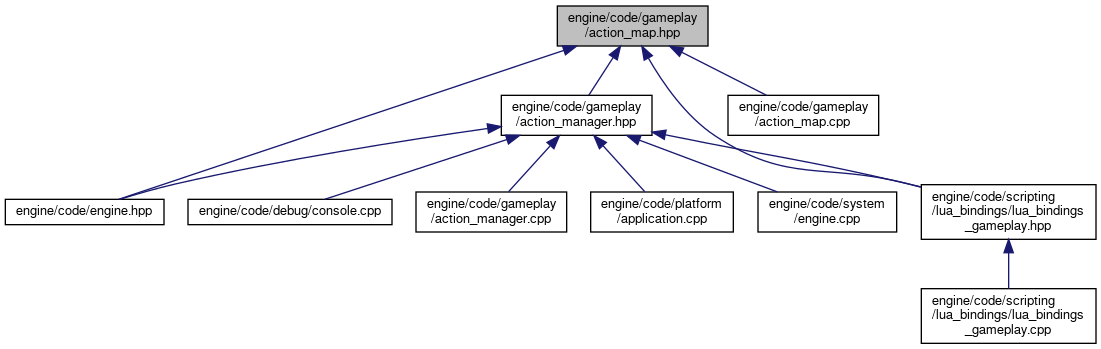 engine/code/gameplay
/action_map.hpp
engine/code/gameplay
/action_manager.hpp
engine/code/gameplay
/action_map.cpp
engine/code/engine.hpp
engine/code/debug/console.cpp
engine/code/gameplay
/action_manager.cpp
engine/code/platform
/application.cpp
engine/code/system
/engine.cpp
engine/code/scripting
/lua_bindings/lua_bindings
_gameplay.hpp
engine/code/scripting
/lua_bindings/lua_bindings
_gameplay.cpp